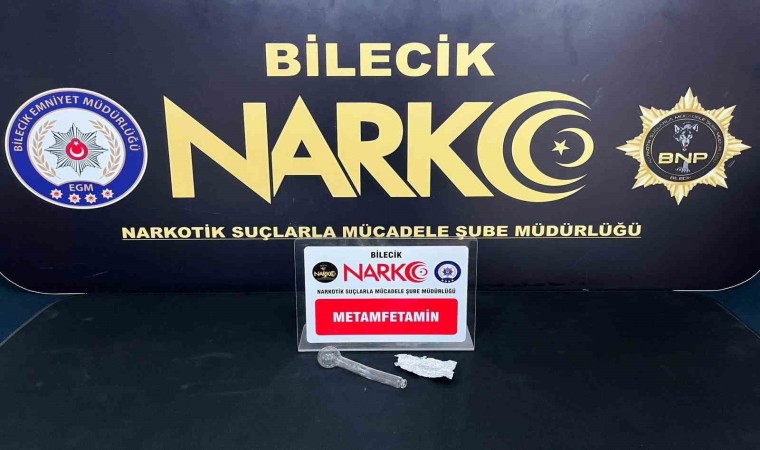 BİLECİK
NARKO
BİLECİK EMNİYET MÜDÜRLÜĞÜ
EGM
BNP
NARKOTİK SUÇLARLA MÜCADELE ŞUBE MÜDÜRLÜĞÜ
BİLECİK
NARKO
NARKO
NARKOTİK SUÇLARLA MÜCADELE ŞUBE MÜDÜRLÜĞÜ
METAMFETAMİN